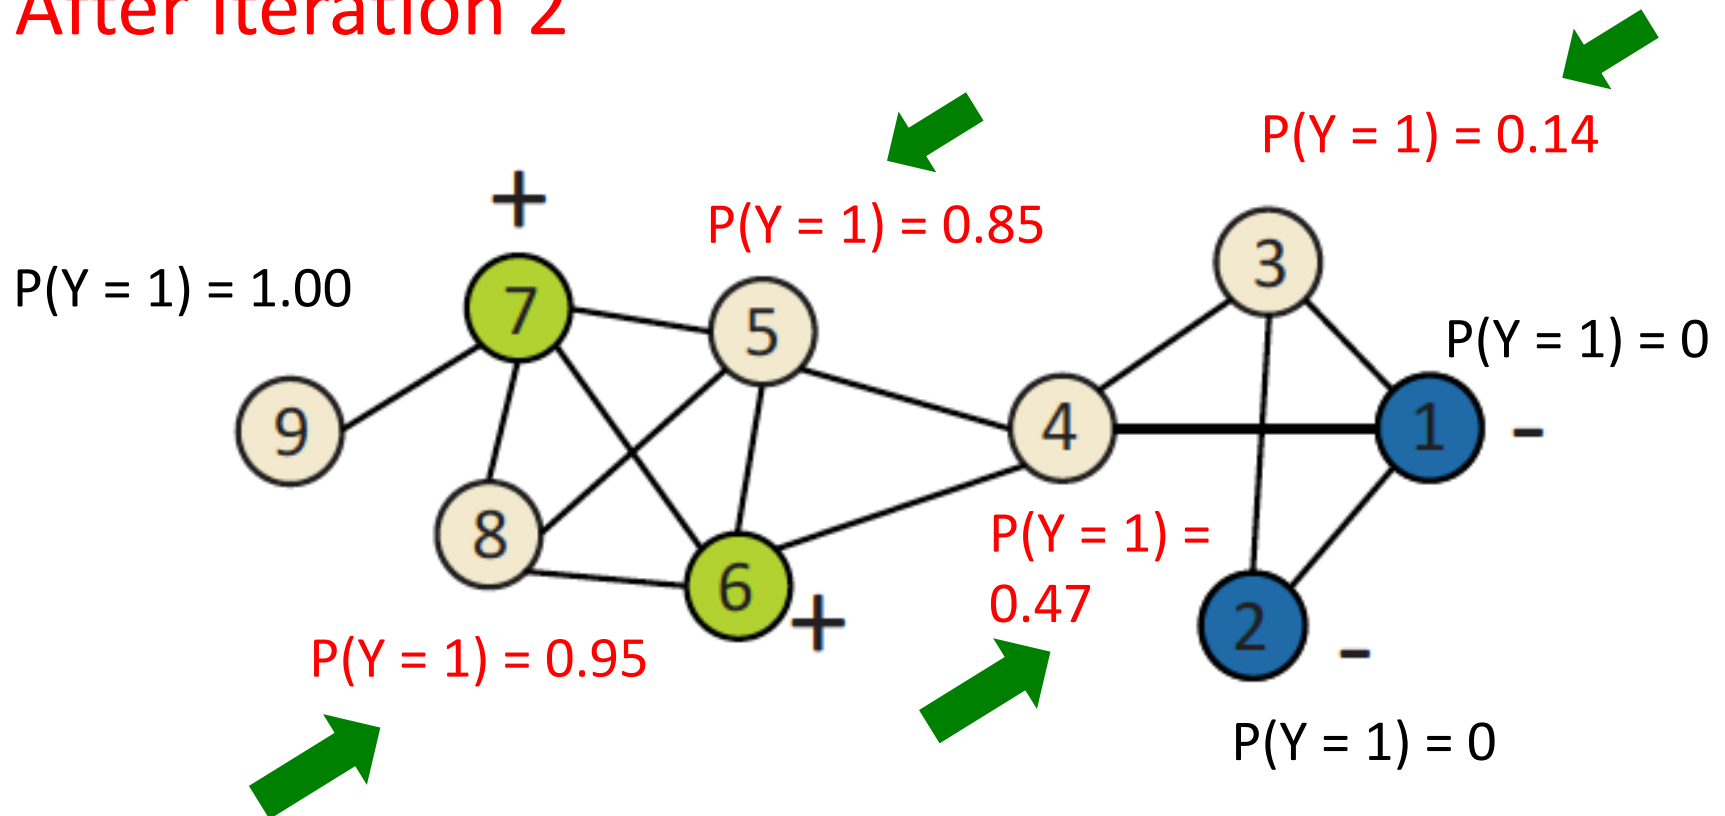 After iteration 2
P(Y = 1) = 0.14
+
P(Y = 1) = 0.85
P(Y = 1) = 1.00
7
5
3
P(Y = 1) = 0
9
4
1
-
8
6
+
P(Y = 1) =
0.47
2
-
P(Y = 1) = 0.95
P(Y = 1) = 0